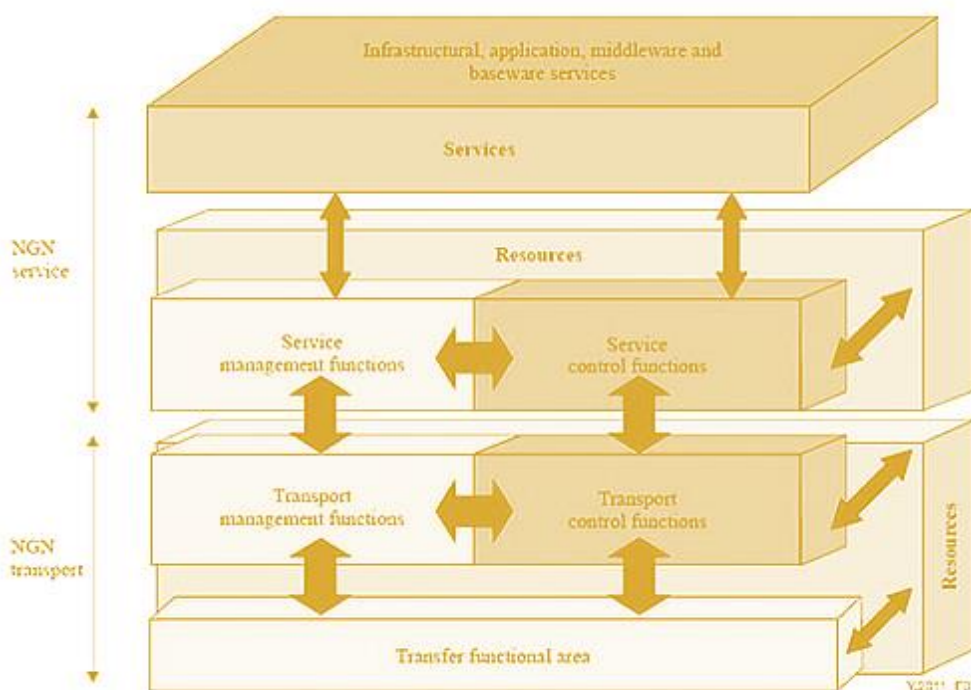 Infrastructural, application, middleware and
baseware services
Services
NGN
service
Resources
Service
management functions
Service
control functions
NGN
transport
Transport
management functions
Transport
control functions
Resources
Transfer functional area